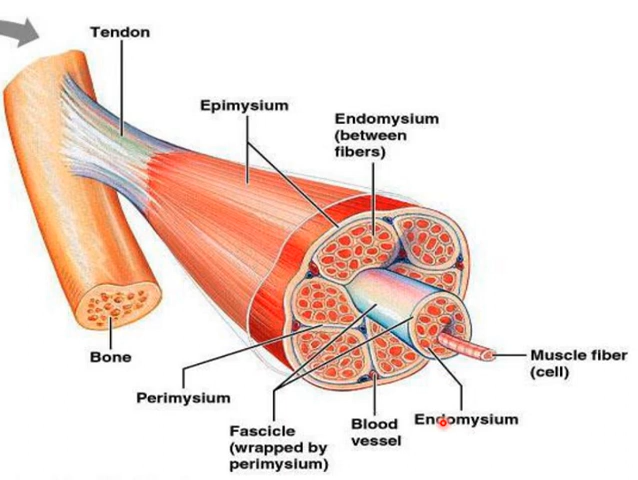 Tendon
Epimysium
Endomysium
(between
fibers)
Bone
Muscle fiber
(cell)
Perimysium
Fascicle
(wrapped by
perimysium)
Blood
vessel
Endomysium